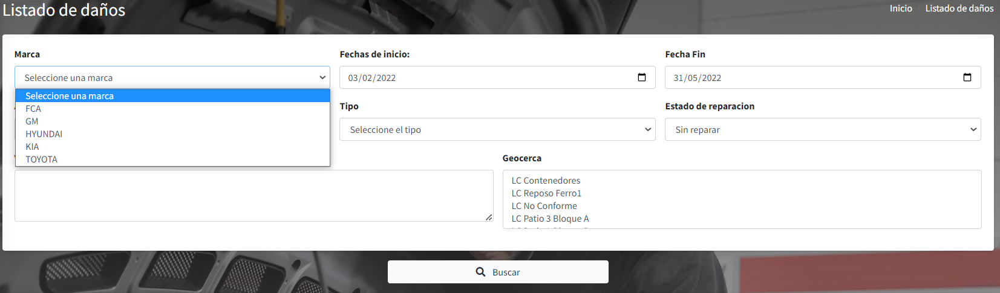 Listado de daños
Inicio / Listado de daños
Marca
Fechas de inicio:
Fecha Fin
Seleccione una marca
03/02/2022
31/05/2022
Seleccione una marca
FCA
GM
HYUNDAI
KIA
TOYOTA
Tipo
Estado de reparacion
Seleccione el tipo
Sin reparar
Geocerca
LC Contenedores
LC Reposo Ferro1
LC No Conforme
LC Patio 3 Bloque A
Buscar